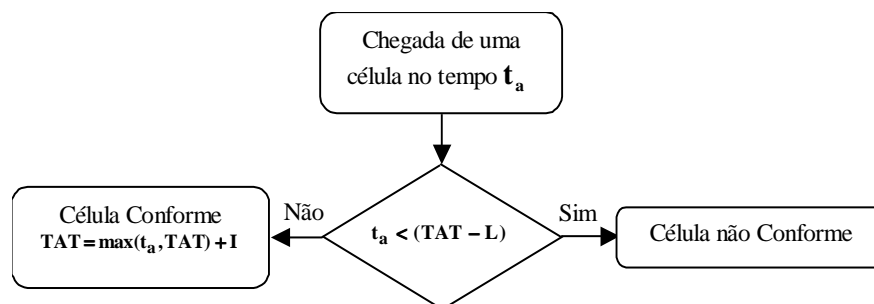 Chegada de uma
célula no tempo tₐ
Célula Conforme
TAT = max(tₐ, TAT) + I
Não
tₐ < (TAT − L)
Sim
Célula não Conforme